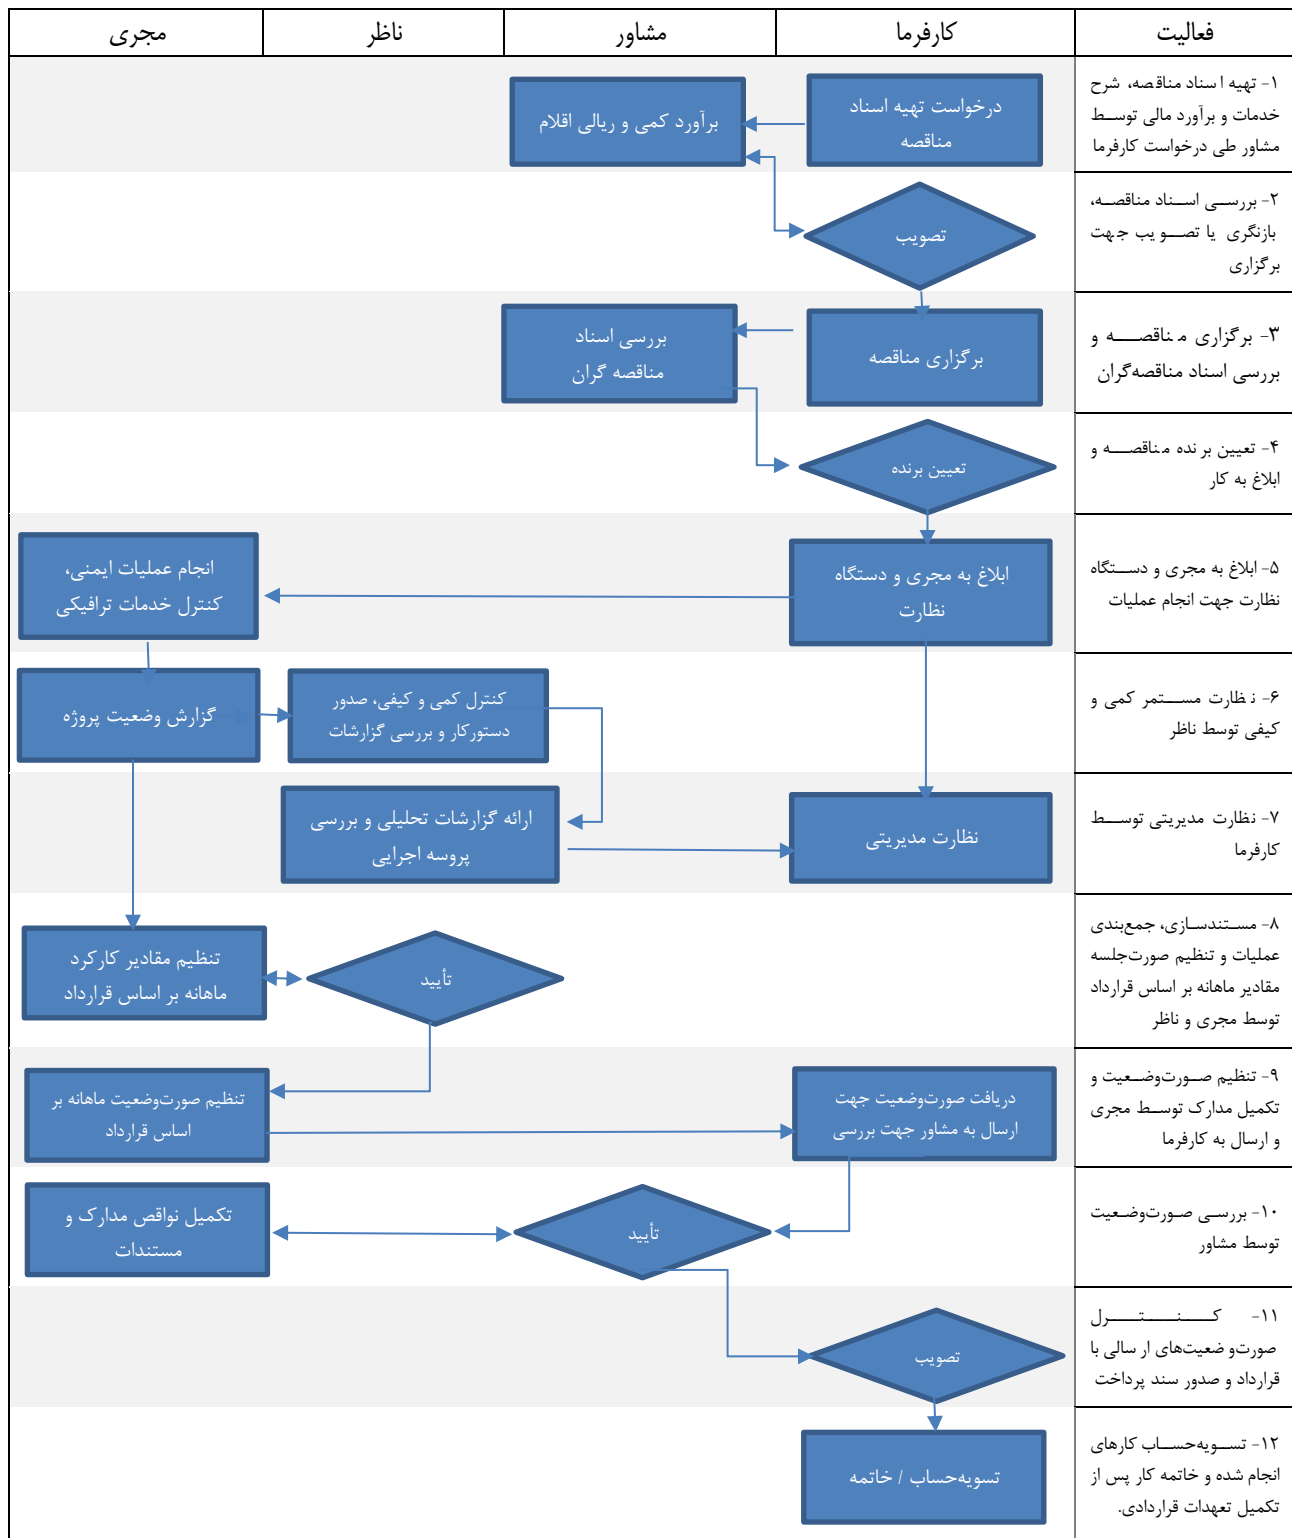 فعالیت
کارفرما
مشاور
ناظر
مجری
۱- تهیه اسناد مناقصه، شرح
خدمات و برآورد مالی توسط
مشاور طی درخواست کارفرما
درخواست تهیه اسناد
مناقصه
برآورد کمی و ریالی اقلام
۲- بررسی اسناد مناقصه،
بازنگری یا تصویب جهت
برگزاری
تصویب
۳- برگزاری مناقصه و
بررسی اسناد مناقصه‌گران
برگزاری مناقصه
بررسی اسناد
مناقصه گران
۴- تعیین برنده مناقصه و
ابلاغ به کار
تعیین برنده
۵- ابلاغ به مجری و دستگاه
نظارت جهت انجام عملیات
ابلاغ به مجری و دستگاه
نظارت
انجام عملیات ایمنی،
کنترل خدمات ترافیکی
۶- نظارت مستمر کمی و
کیفی توسط ناظر
کنترل کمی و کیفی، صدور
دستورکار و بررسی گزارشات
گزارش وضعیت پروژه
۷- نظارت مدیریتی توسط
کارفرما
نظارت مدیریتی
ارائه گزارشات تحلیلی و بررسی
پروسه اجرایی
۸- مستندسازی، جمع‌بندی
عملیات و تنظیم صورت‌جلسه
مقادیر ماهانه بر اساس قرارداد
توسط مجری و ناظر
تأیید
تنظیم مقادیر کارکرد
ماهانه بر اساس قرارداد
۹- تنظیم صورت‌وضعیت و
تکمیل مدارک توسط مجری
و ارسال به کارفرما
دریافت صورت‌وضعیت جهت
ارسال به مشاور جهت بررسی
تنظیم صورت‌وضعیت ماهانه بر
اساس قرارداد
۱۰- بررسی صورت‌وضعیت
توسط مشاور
تأیید
تکمیل نواقص مدارک و
مستندات
۱۱- کنترل
صورت‌وضعیت‌های ارسالی با
قرارداد و صدور سند پرداخت
تصویب
۱۲- تسویه‌حساب کارهای
انجام شده و خاتمه کار پس از
تکمیل تعهدات قراردادی.
تسویه‌حساب / خاتمه